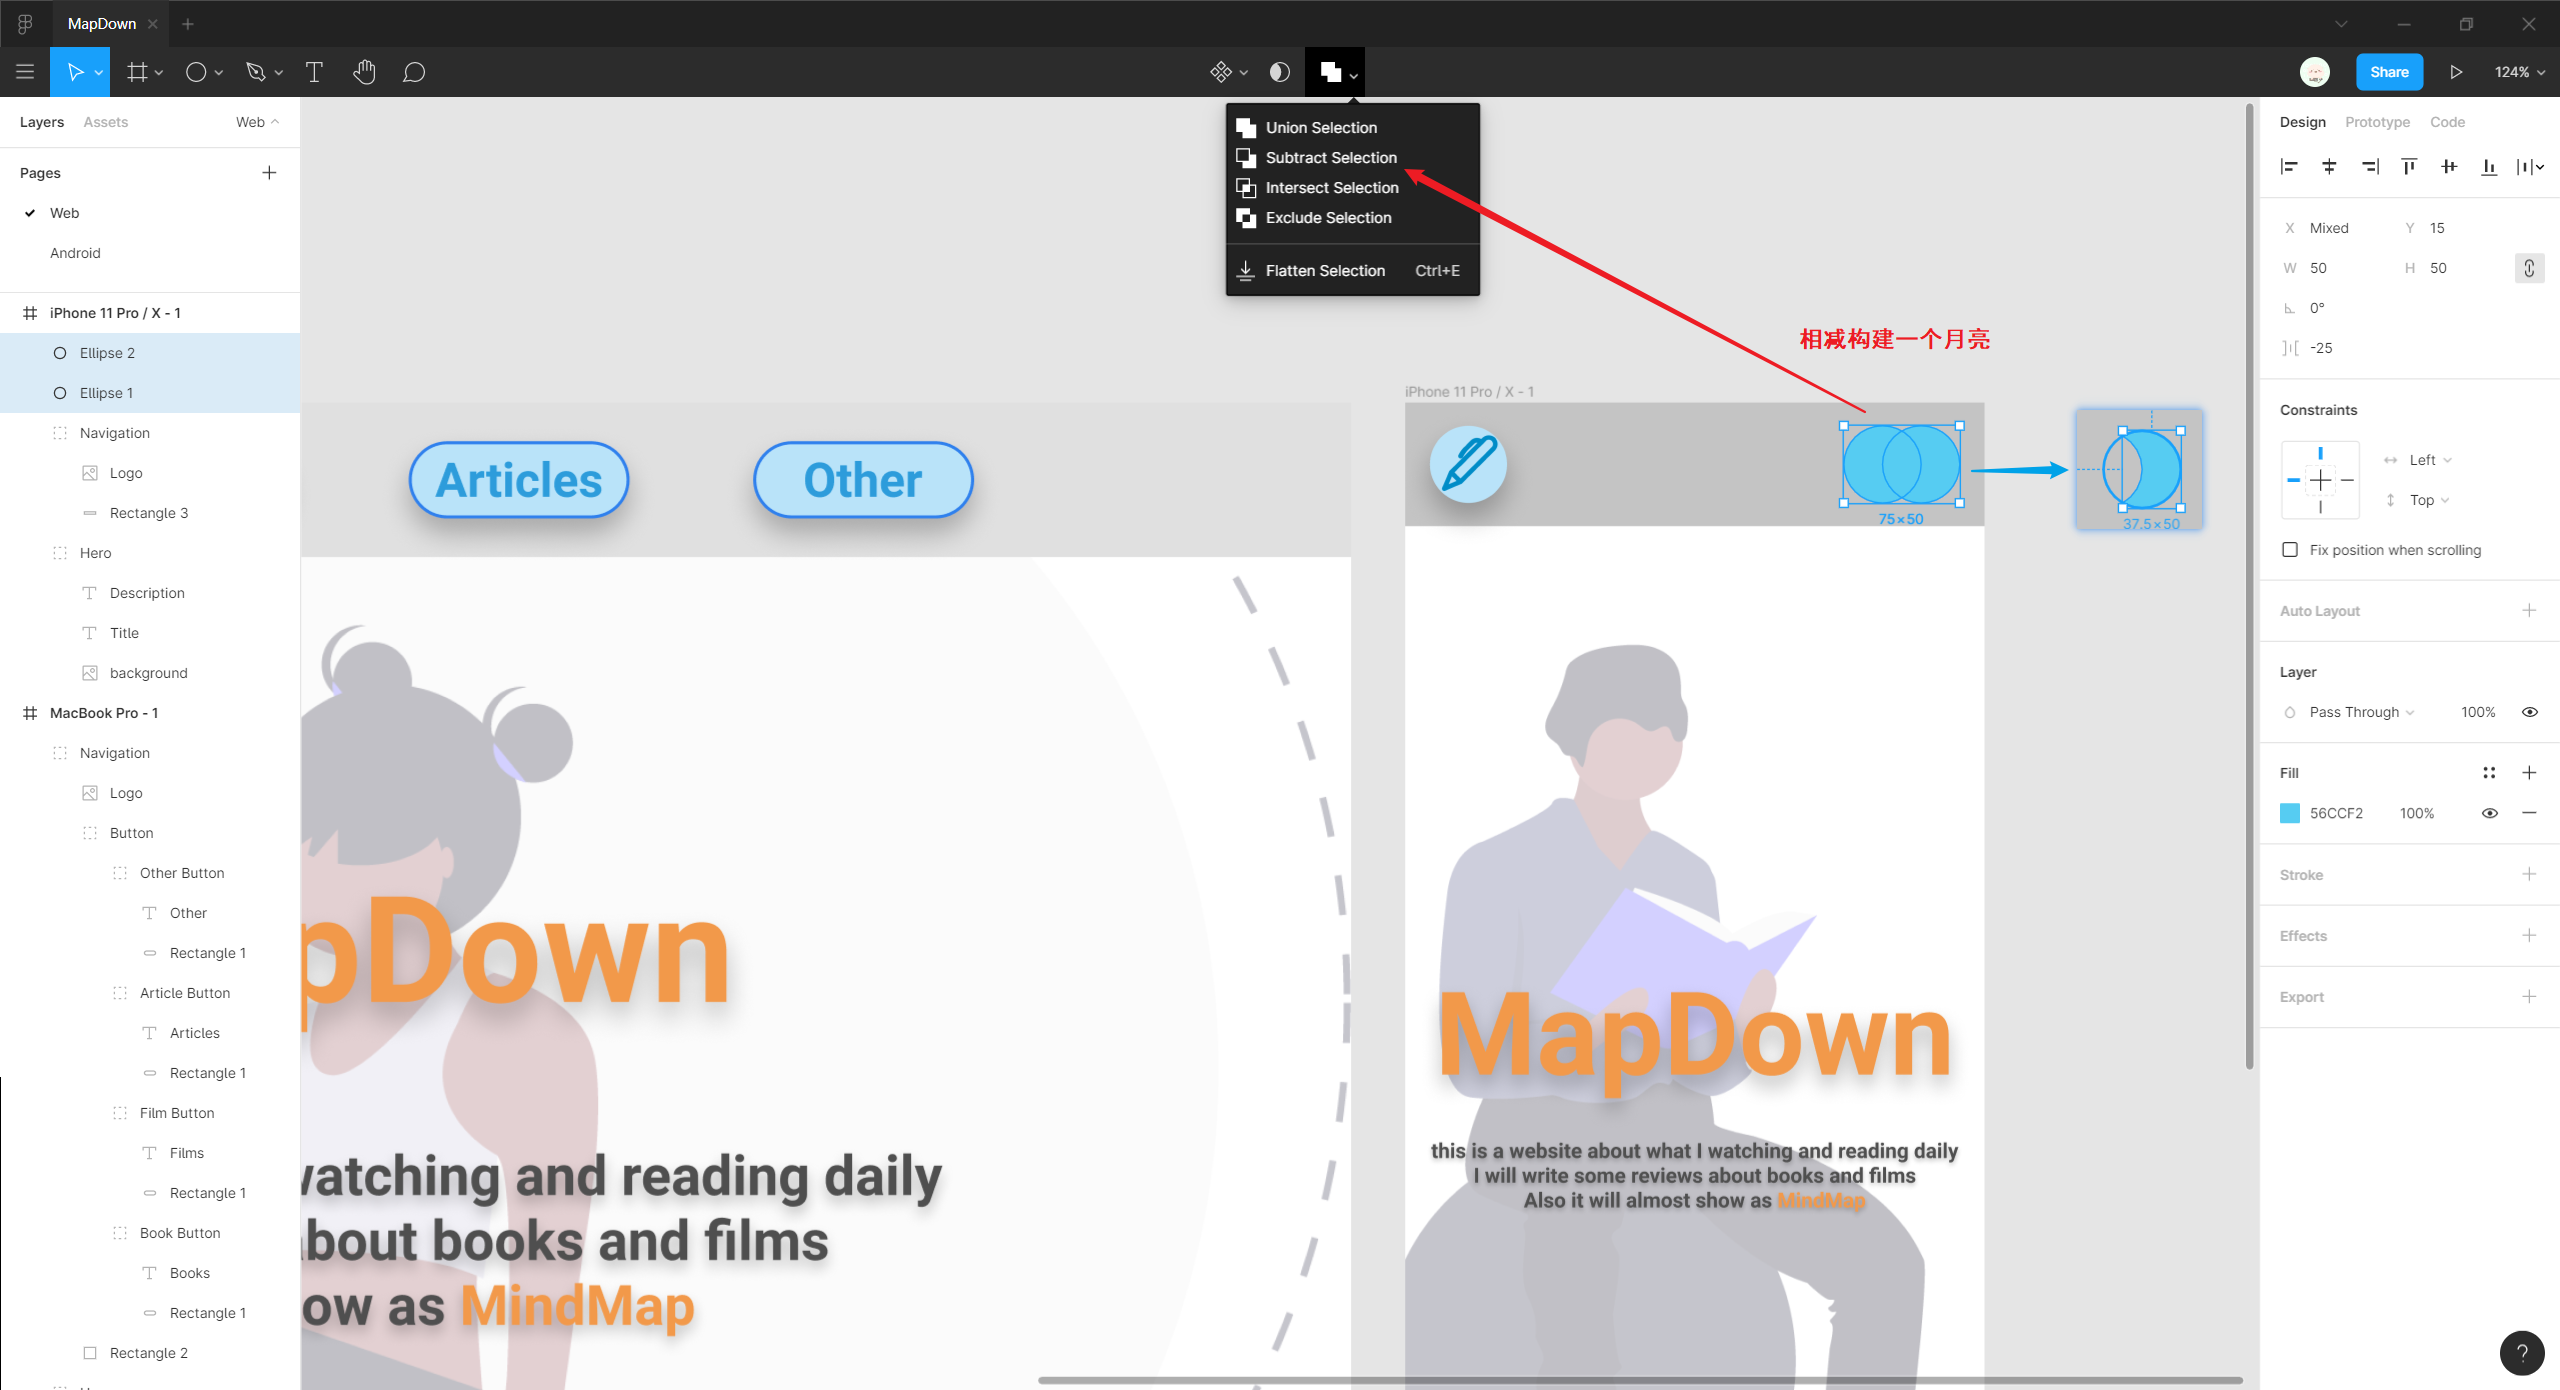 MapDown
Share
124%
Layers
Assets
Web
Pages
Web
Android
iPhone 11 Pro / X - 1
Ellipse 2
Ellipse 1
Navigation
Logo
Rectangle 3
Hero
Description
Title
background
MacBook Pro - 1
Navigation
Logo
Button
Other Button
Other
Rectangle 1
Article Button
Articles
Rectangle 1
Film Button
Films
Rectangle 1
Book Button
Books
Rectangle 1
Rectangle 2
Union Selection
Subtract Selection
Intersect Selection
Exclude Selection
Flatten Selection Ctrl+E
相减构建一个月亮
iPhone 11 Pro / X - 1
Articles
Other
75×50
37.5×50
pDown
watching and reading daily
about books and films
ow as MindMap
MapDown
this is a website about what I watching and reading daily
I will write some reviews about books and films
Also it will almost show as MindMap
Design
Prototype
Code
X Mixed Y 15
W 50 H 50
0°
-25
Constraints
Left
Top
Fix position when scrolling
Auto Layout
Layer
Pass Through 100%
Fill
56CCF2 100%
Stroke
Effects
Export
?